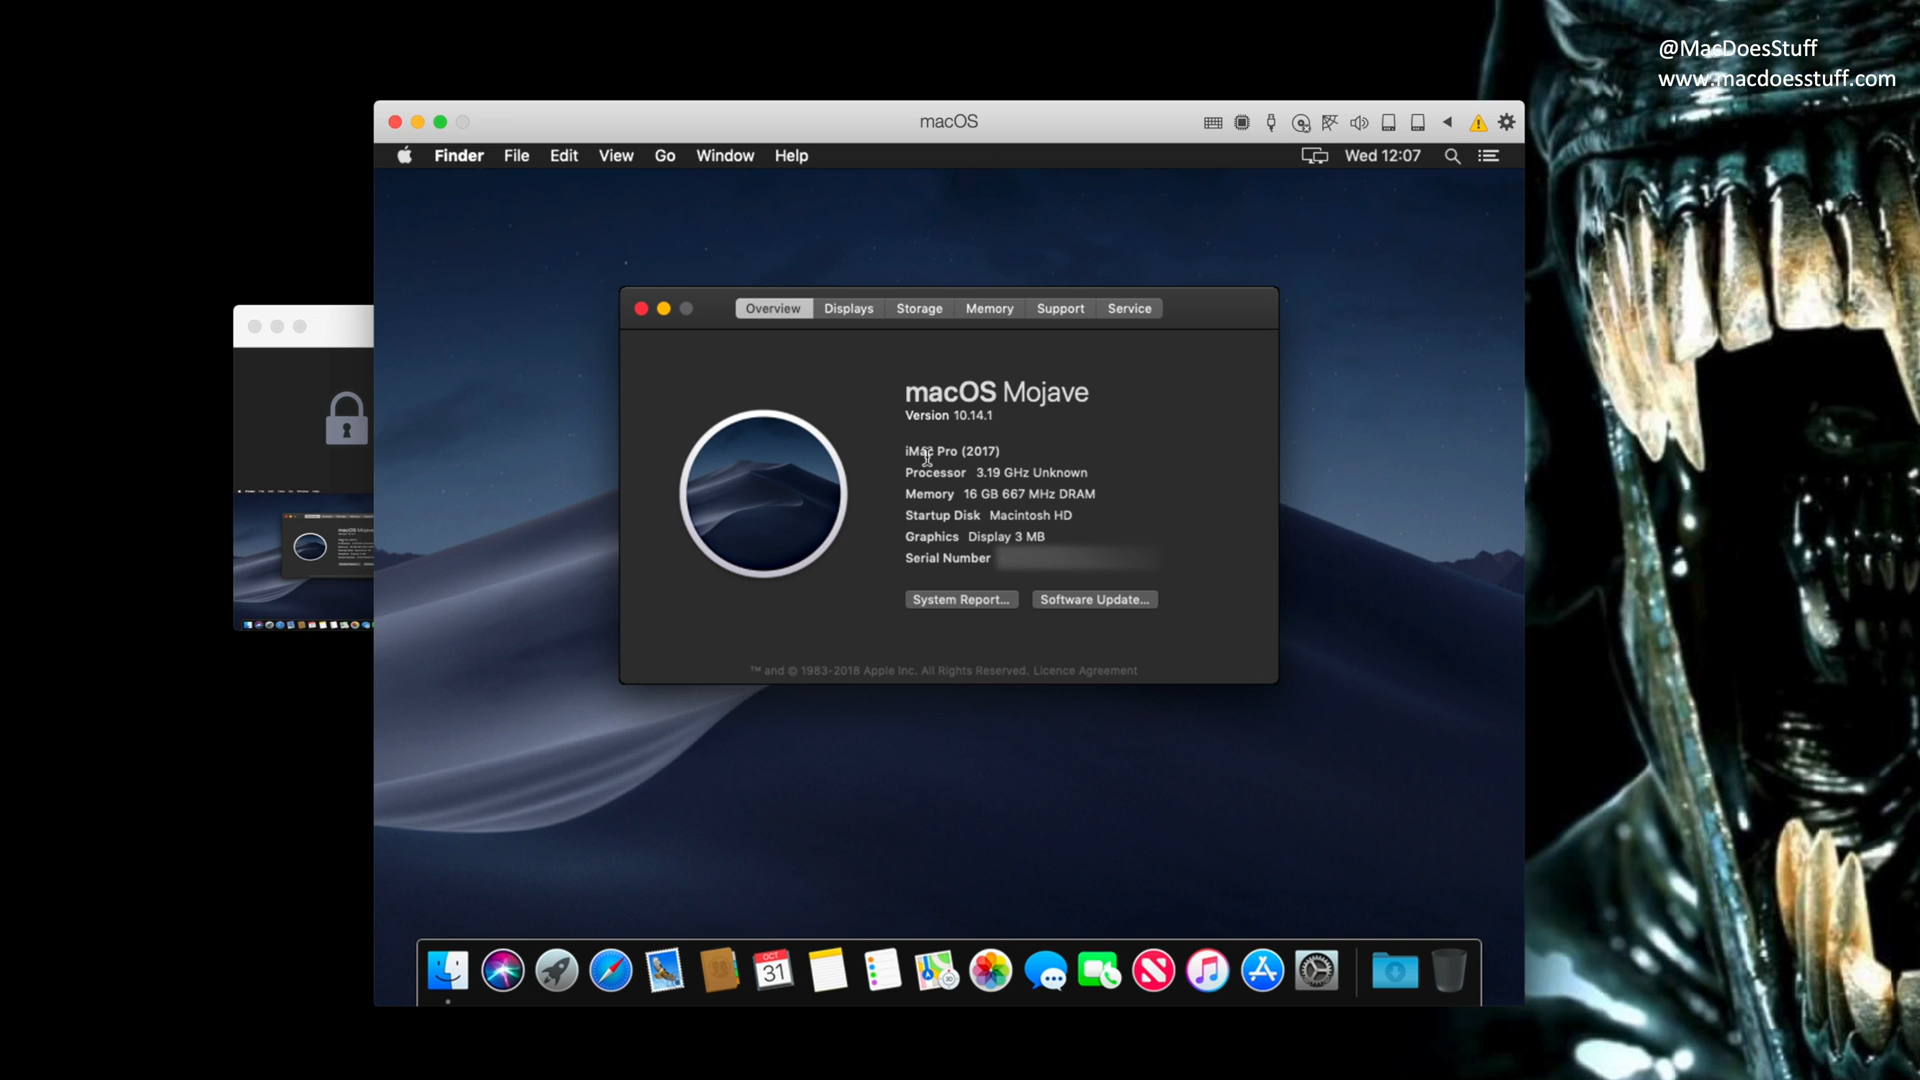 @MacDoesStuff
www.macdoesstuff.com
macOS
Finder File Edit View Go Window Help Wed 12:07
Overview Displays Storage Memory Support Service
macOS Mojave
Version 10.14.1
iMac Pro (2017)
Processor 3.19 GHz Unknown
Memory 16 GB 667 MHz DRAM
Startup Disk Macintosh HD
Graphics Display 3 MB
Serial Number
System Report... Software Update...
™ and © 1983-2018 Apple Inc. All Rights Reserved. Licence Agreement
OCT
31